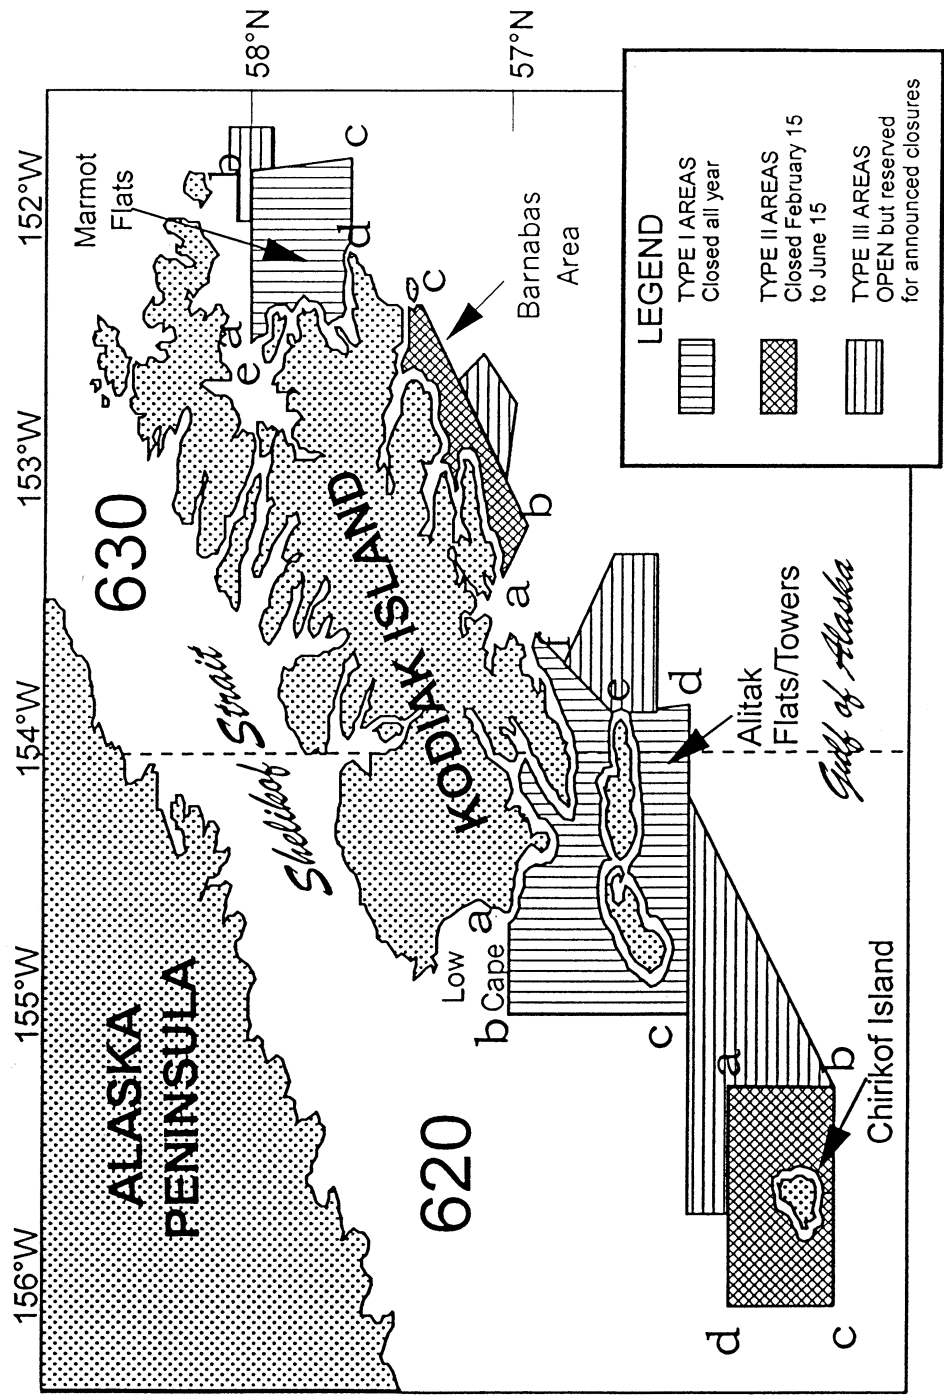 156°W
155°W
154°W
153°W
152°W
58°N
57°N
ALASKA
PENINSULA
Shelikof Strait
630
620
KODIAK ISLAND
Marmot
Flats
a
b
c
d
e
Barnabas
Area
a
b
c
Low
Cape
a
b
c
d
e
f
Alitak
Flats/Towers
Gulf of Alaska
a
b
c
d
Chirikof Island
LEGEND
TYPE I AREAS
Closed all year
TYPE II AREAS
Closed February 15
to June 15
TYPE III AREAS
OPEN but reserved
for announced closures